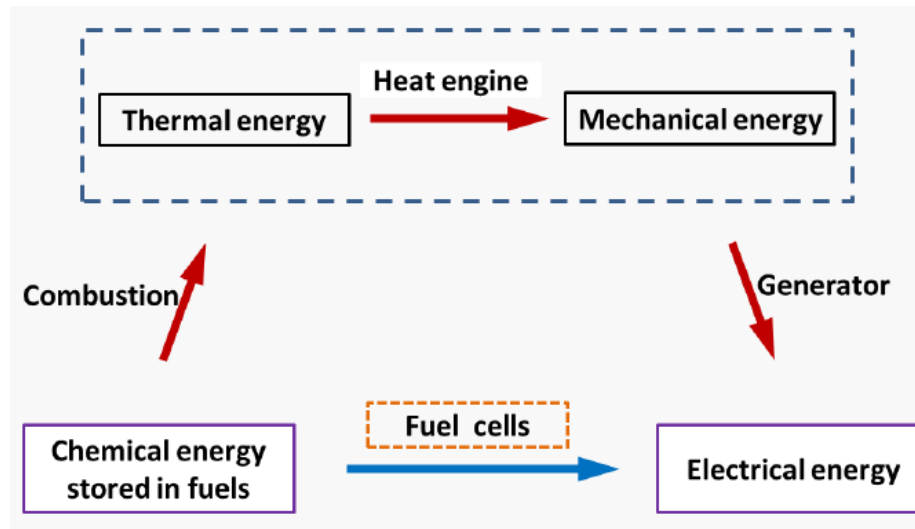 Heat engine
Thermal energy
Mechanical energy
Combustion
Generator
Fuel cells
Chemical energy
stored in fuels
Electrical energy